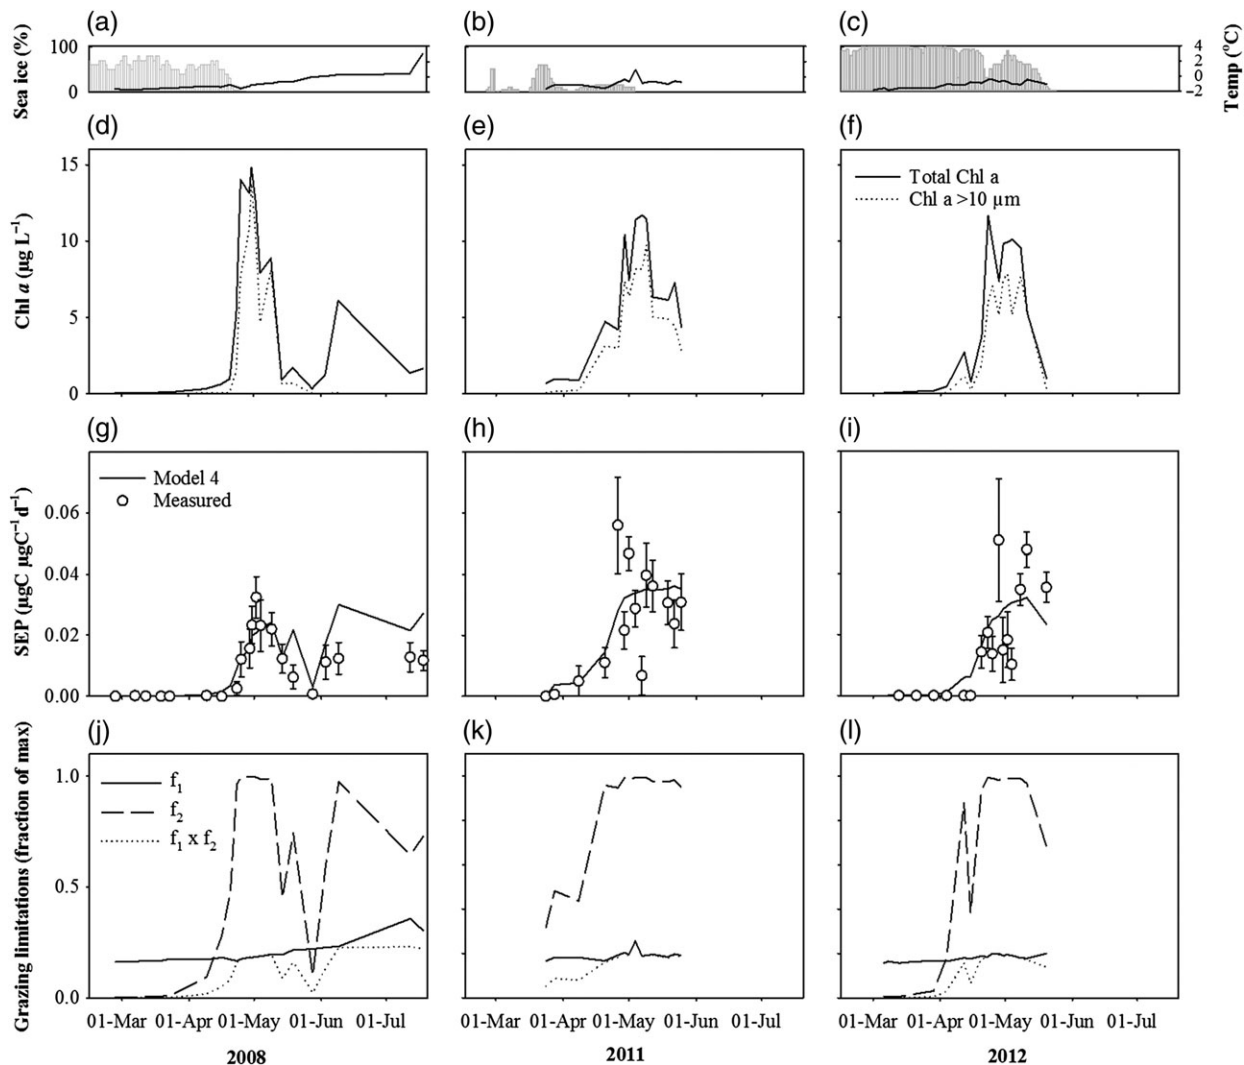 (a) (b) (c)
Sea ice (%)
100
0
4
2
0
−2
Temp (°C)
(d) (e) (f)
Chl a (µg L⁻¹)
15
10
5
0
Total Chl a
Chl a >10 µm
(g) (h) (i)
SEP (µgC µgC⁻¹d⁻¹)
0.06
0.04
0.02
0.00
Model 4
Measured
(j) (k) (l)
Grazing limitations (fraction of max)
1.0
0.5
0.0
f₁
f₂
f₁ x f₂
01-Mar 01-Apr 01-May 01-Jun 01-Jul
01-Mar 01-Apr 01-May 01-Jun 01-Jul
01-Mar 01-Apr 01-May 01-Jun 01-Jul
2008 2011 2012